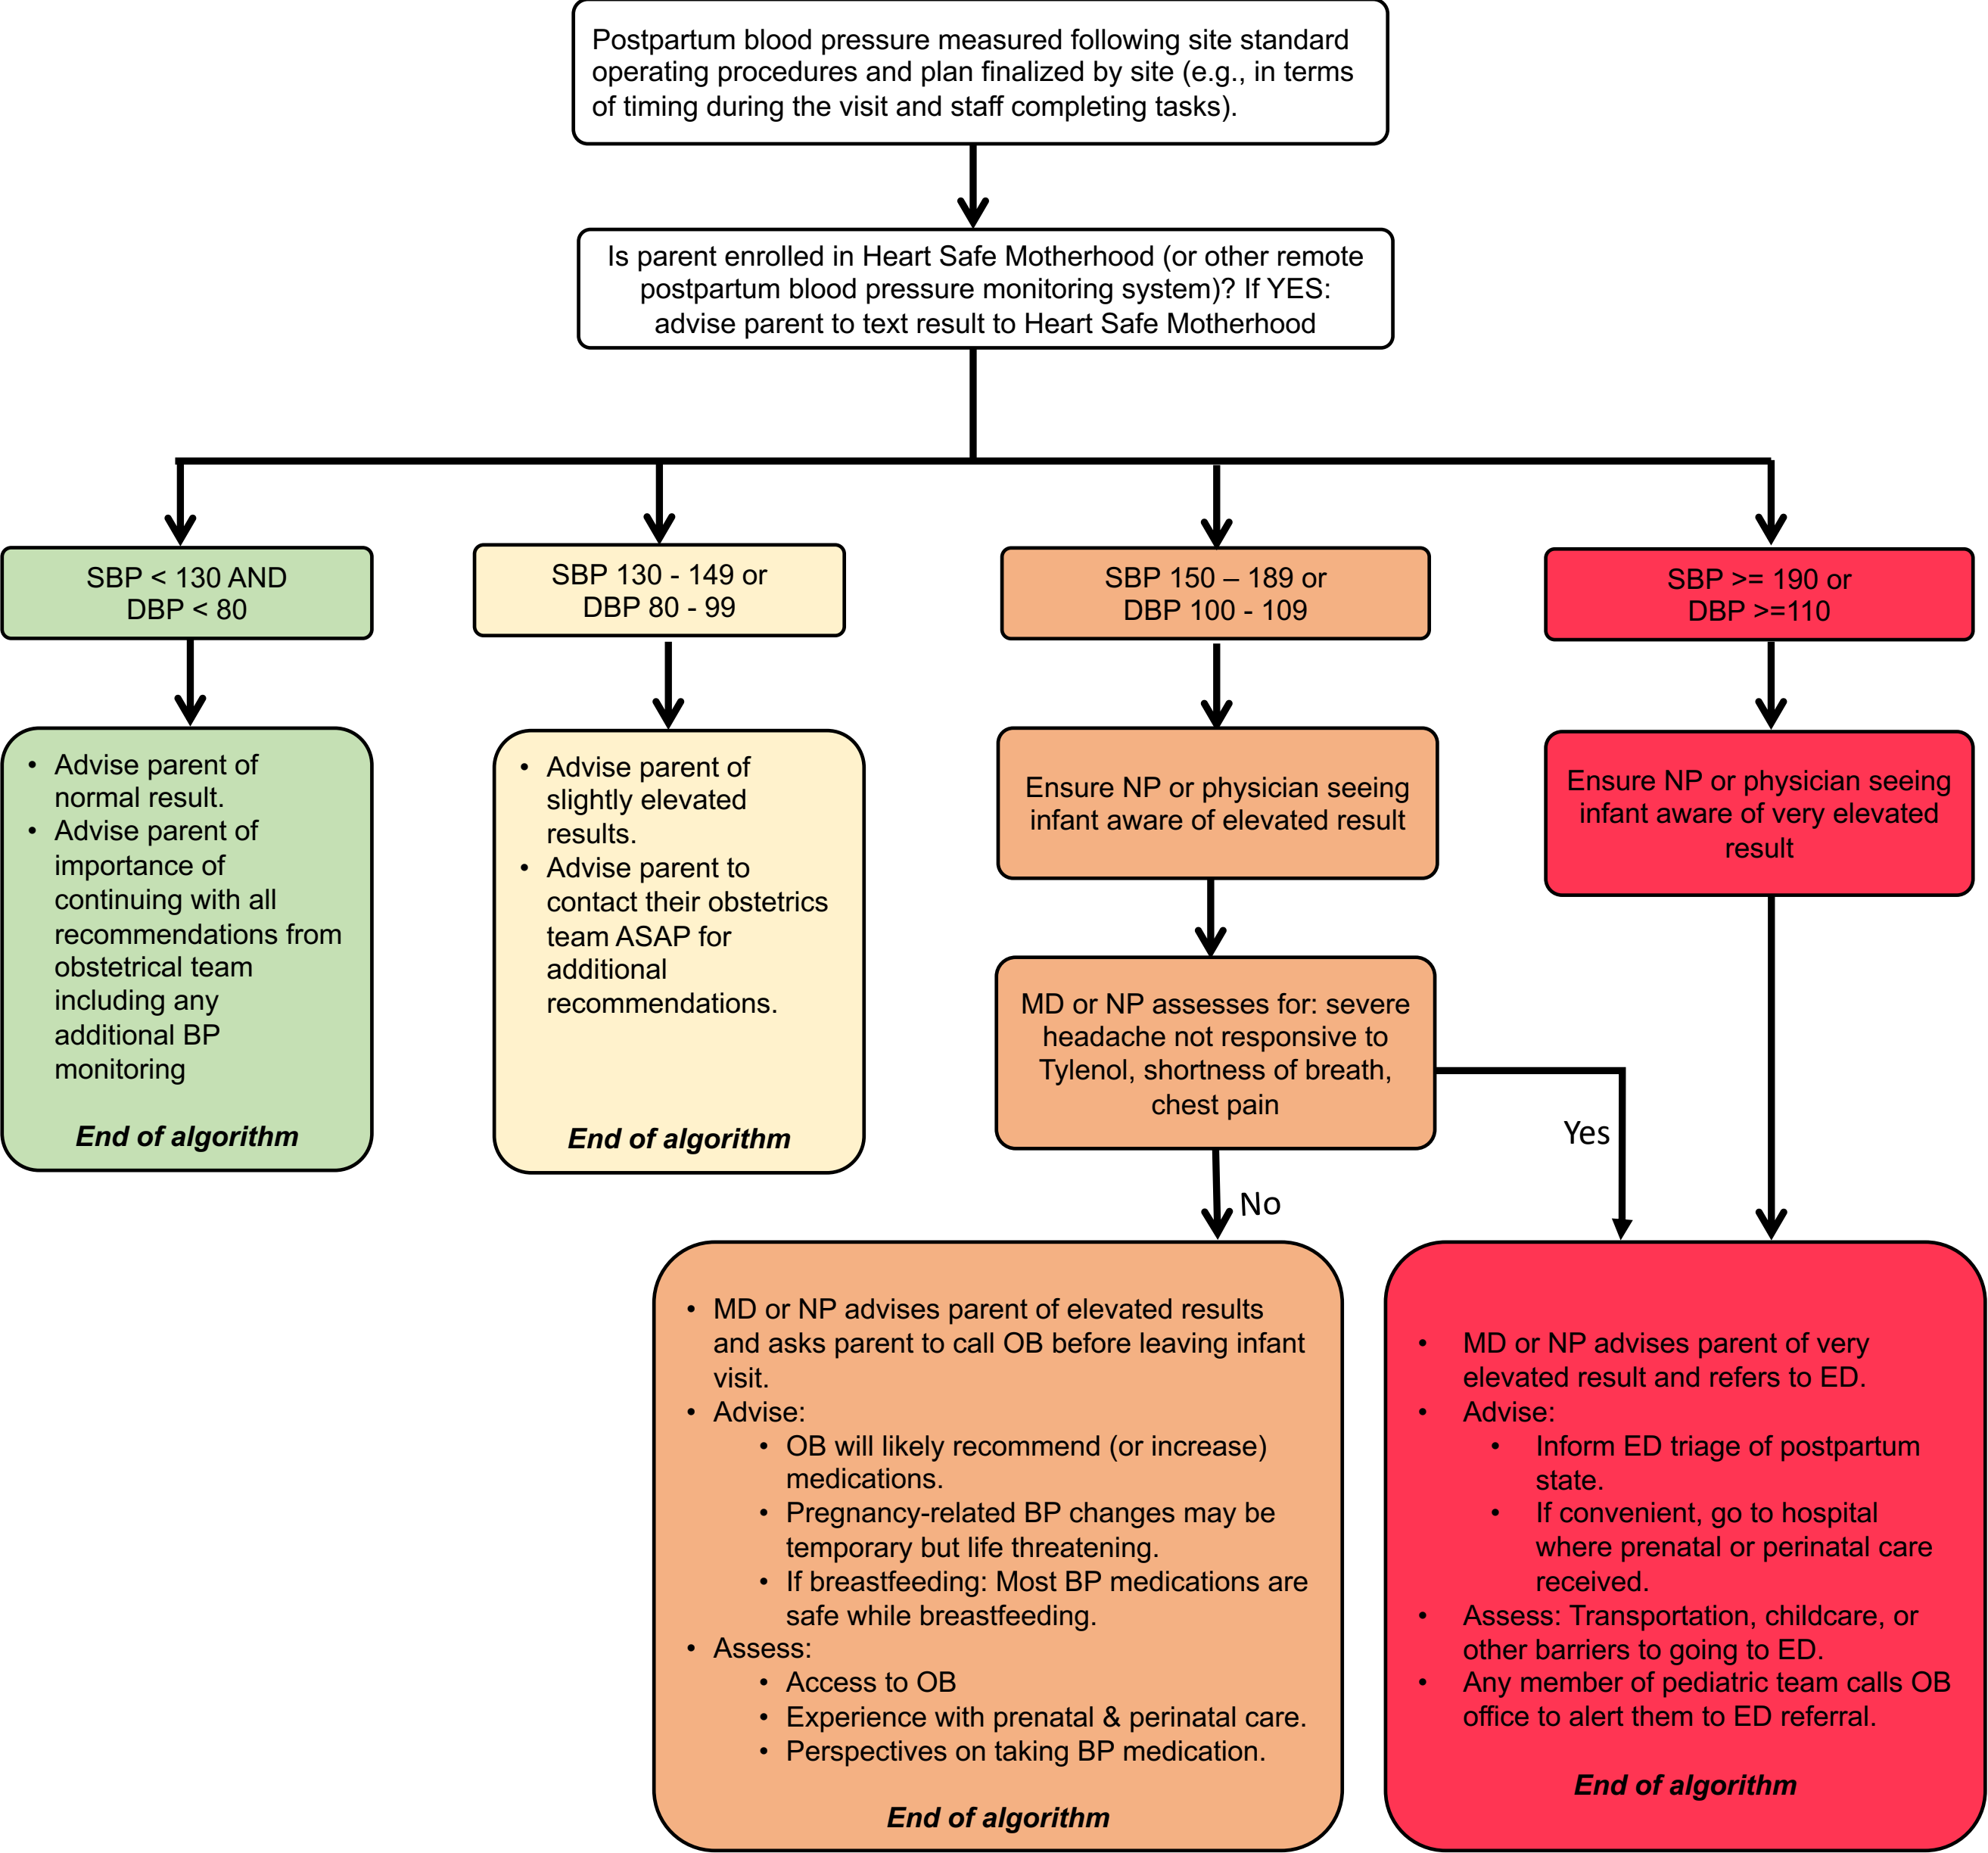 Postpartum blood pressure measured following site standard
operating procedures and plan finalized by site (e.g., in terms
of timing during the visit and staff completing tasks).
Is parent enrolled in Heart Safe Motherhood (or other remote
postpartum blood pressure monitoring system)? If YES:
advise parent to text result to Heart Safe Motherhood
SBP < 130 AND
DBP < 80
SBP 130 - 149 or
DBP 80 - 99
SBP 150 – 189 or
DBP 100 - 109
SBP >= 190 or
DBP >=110
• Advise parent of
normal result.
• Advise parent of
importance of
continuing with all
recommendations from
obstetrical team
including any
additional BP
monitoring
End of algorithm
• Advise parent of
slightly elevated
results.
• Advise parent to
contact their obstetrics
team ASAP for
additional
recommendations.
End of algorithm
Ensure NP or physician seeing
infant aware of elevated result
Ensure NP or physician seeing
infant aware of very elevated
result
MD or NP assesses for: severe
headache not responsive to
Tylenol, shortness of breath,
chest pain
Yes
No
• MD or NP advises parent of elevated results
and asks parent to call OB before leaving infant
visit.
• Advise:
• OB will likely recommend (or increase)
medications.
• Pregnancy-related BP changes may be
temporary but life threatening.
• If breastfeeding: Most BP medications are
safe while breastfeeding.
• Assess:
• Access to OB
• Experience with prenatal & perinatal care.
• Perspectives on taking BP medication.
End of algorithm
• MD or NP advises parent of very
elevated result and refers to ED.
• Advise:
• Inform ED triage of postpartum
state.
• If convenient, go to hospital
where prenatal or perinatal care
received.
• Assess: Transportation, childcare, or
other barriers to going to ED.
• Any member of pediatric team calls OB
office to alert them to ED referral.
End of algorithm